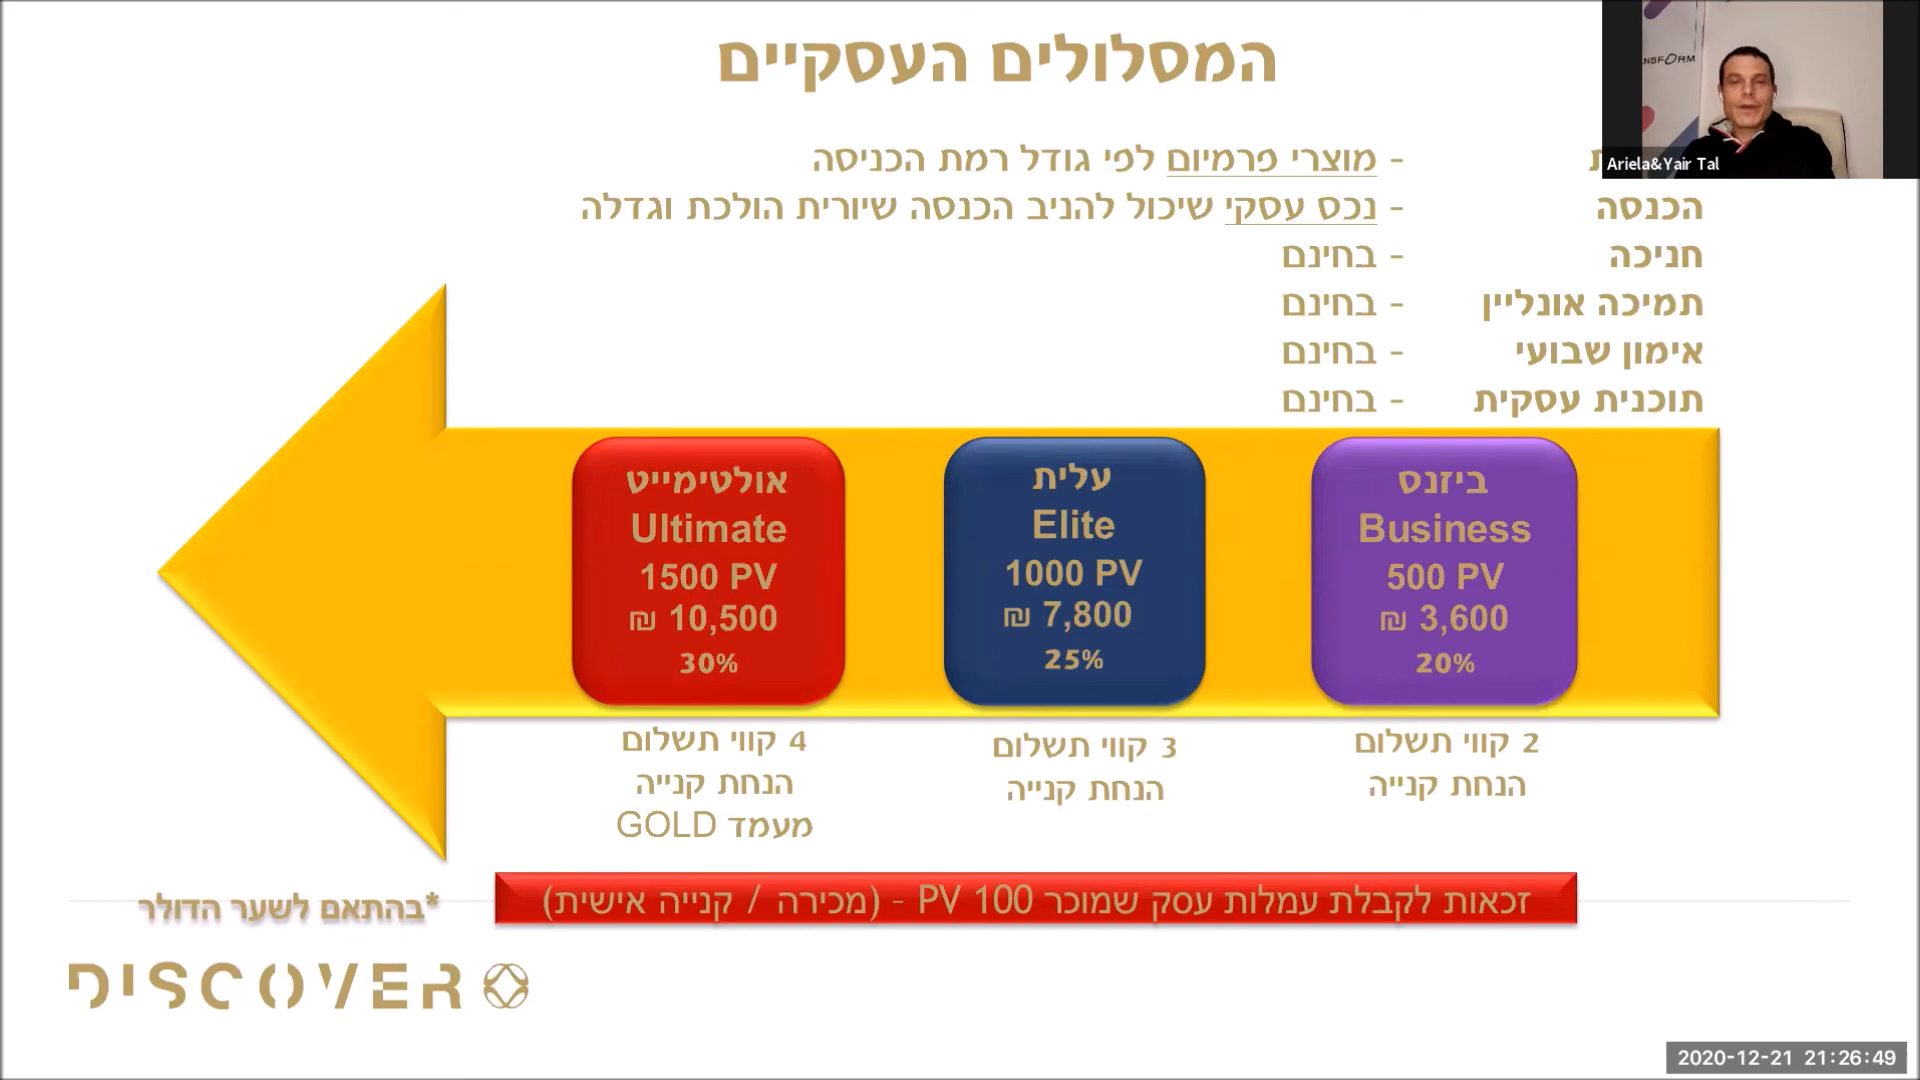 המסלולים העסקיים
- מוצרי פרמיום לפי גודל רמת הכניסה
הכנסה - נכס עסקי שיכול להניב הכנסה שיורית הולכת וגדלה
חניכה - בחינם
תמיכה אונליין - בחינם
אימון שבועי - בחינם
תוכנית עסקית - בחינם
ביזנס
Business
500 PV
3,600 ₪
20%
2 קווי תשלום
הנחת קנייה
עלית
Elite
1000 PV
7,800 ₪
25%
3 קווי תשלום
הנחת קנייה
אולטימייט
Ultimate
1500 PV
10,500 ₪
30%
4 קווי תשלום
הנחת קנייה
מעמד GOLD
זכאות לקבלת עמלות עסק שמוכר 100 PV - (מכירה / קנייה אישית)
*בהתאם לשער הדולר
DISCOVER
NSFORM
Ariela&Yair Tal
2020-12-21 21:26:49